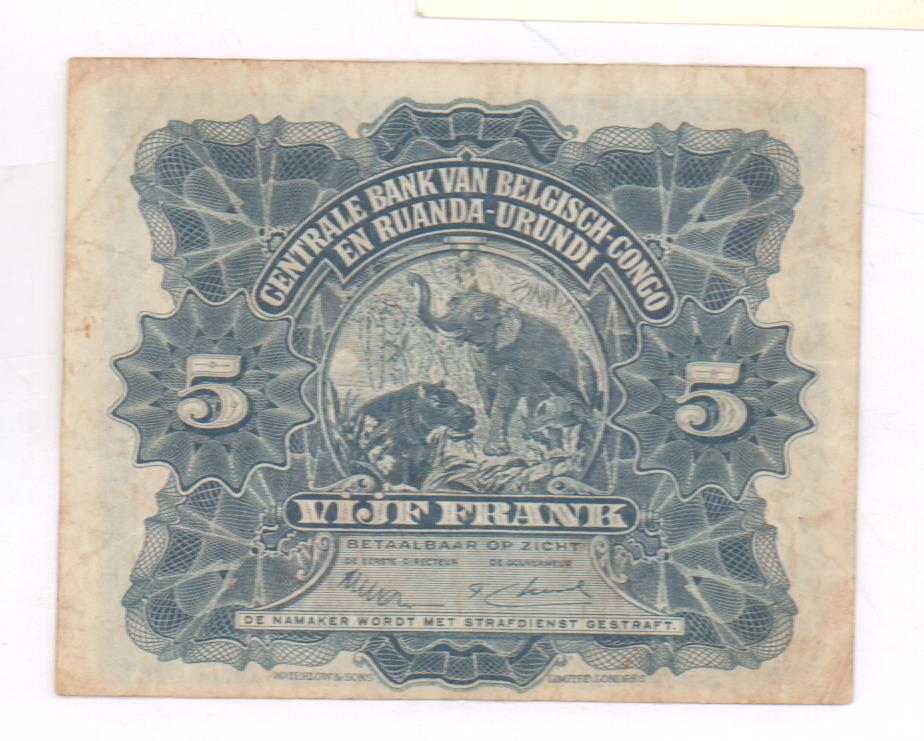 CENTRALE BANK VAN BELGISCH-CONGO
EN RUANDA-URUNDI
5 5
VIJF FRANK
BETAALBAAR OP ZICHT
DE EERSTE-DIRECTEUR DE GOUVERNEUR
DE NAMAKER WORDT MET STRAFDIENST GESTRAFT.
WATERLOW & SONS LIMITED, LONDRES